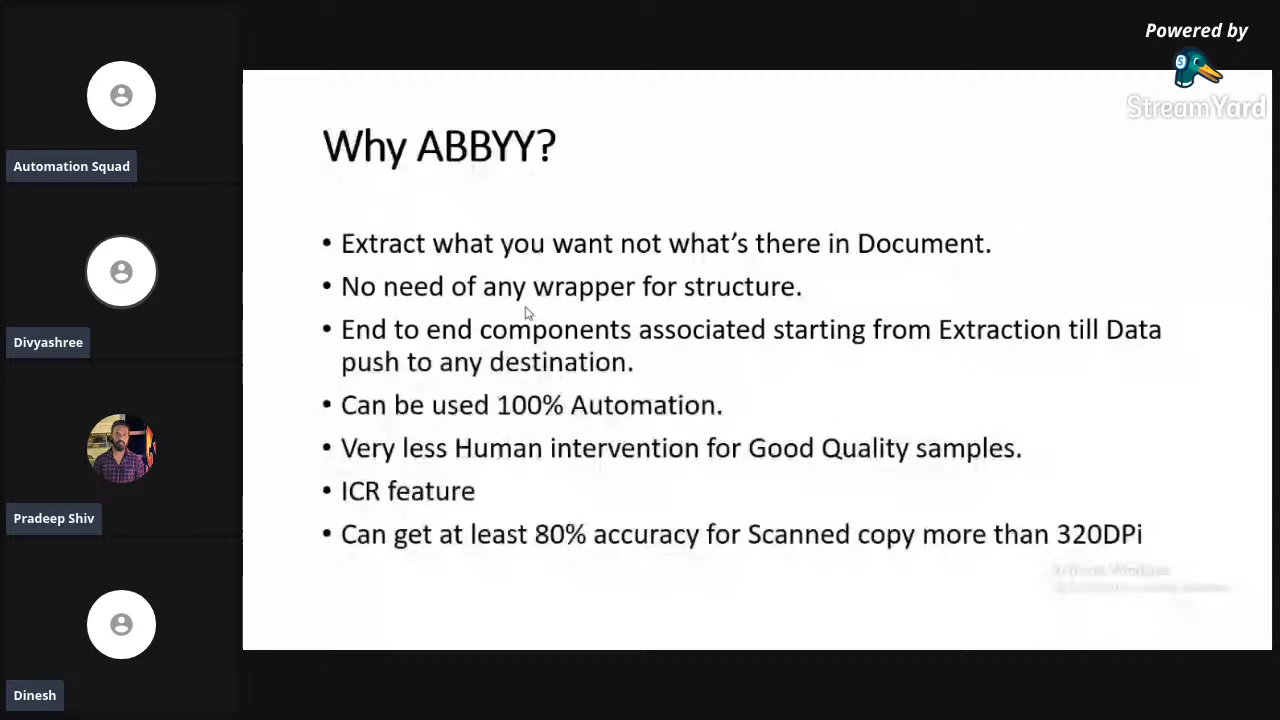 Powered by
StreamYard
Automation Squad
Divyashree
Pradeep Shiv
Dinesh
Why ABBYY?
• Extract what you want not what's there in Document.
• No need of any wrapper for structure.
• End to end components associated starting from Extraction till Data
push to any destination.
• Can be used 100% Automation.
• Very less Human intervention for Good Quality samples.
• ICR feature
• Can get at least 80% accuracy for Scanned copy more than 320DPi